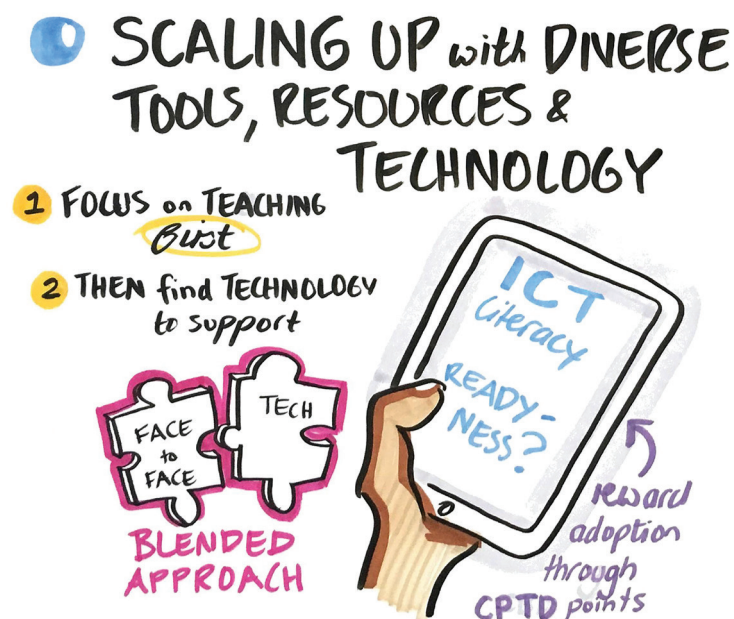 SCALING UP with DIVERSE
TOOLS, RESOURCES &
TECHNOLOGY
1 FOCUS on TEACHING
first
2 THEN find TECHNOLOGY
to support
FACE
to
FACE
TECH
BLENDED
APPROACH
ICT
literacy
READY-
NESS?
reward
adoption
through
CPTD points